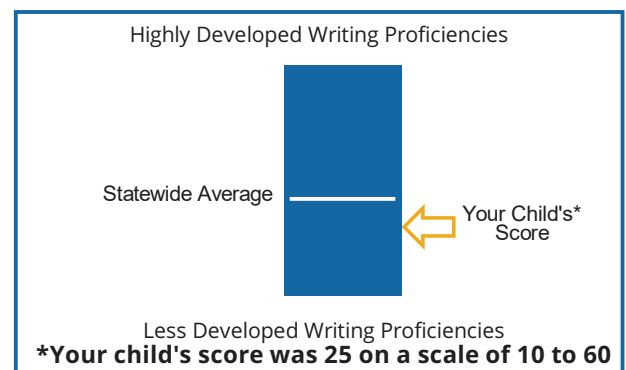 Highly Developed Writing Proficiencies
Statewide Average
Your Child's*
Score
Less Developed Writing Proficiencies
*Your child's score was 25 on a scale of 10 to 60